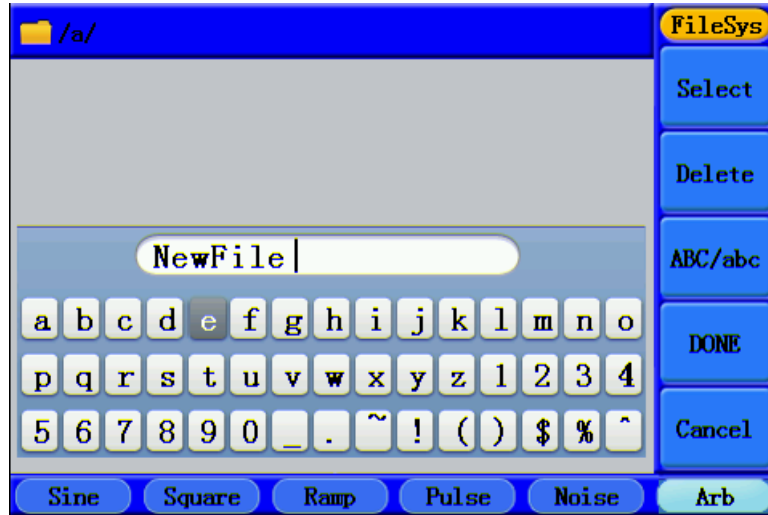 /a/
FileSys
Select
Delete
NewFile
ABC/abc
a b c d e f g h i j k l m n o
DONE
p q r s t u v w x y z 1 2 3 4
5 6 7 8 9 0 _ . ~ ! ( ) $ % ^
Cancel
Sine Square Ramp Pulse Noise Arb